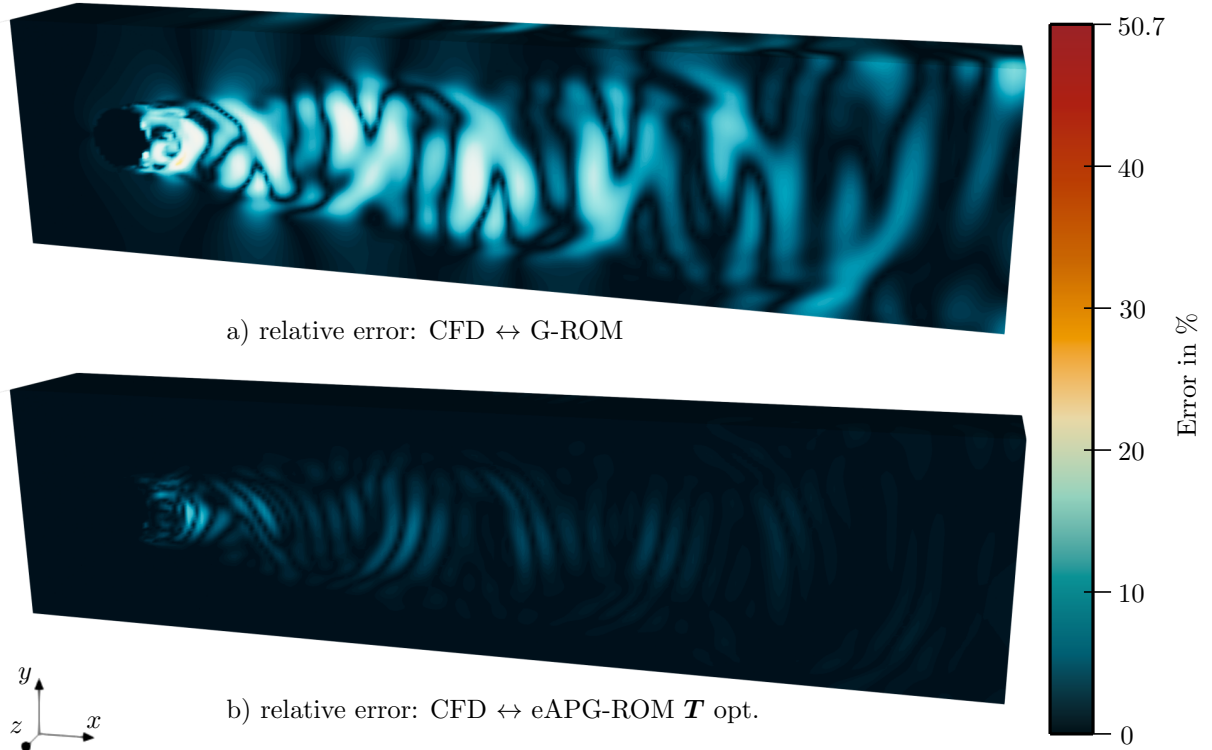 50.7
40
30
20
10
0
Error in %
a) relative error: CFD ↔ G-ROM
y
z
x
b) relative error: CFD ↔ eAPG-ROM T opt.